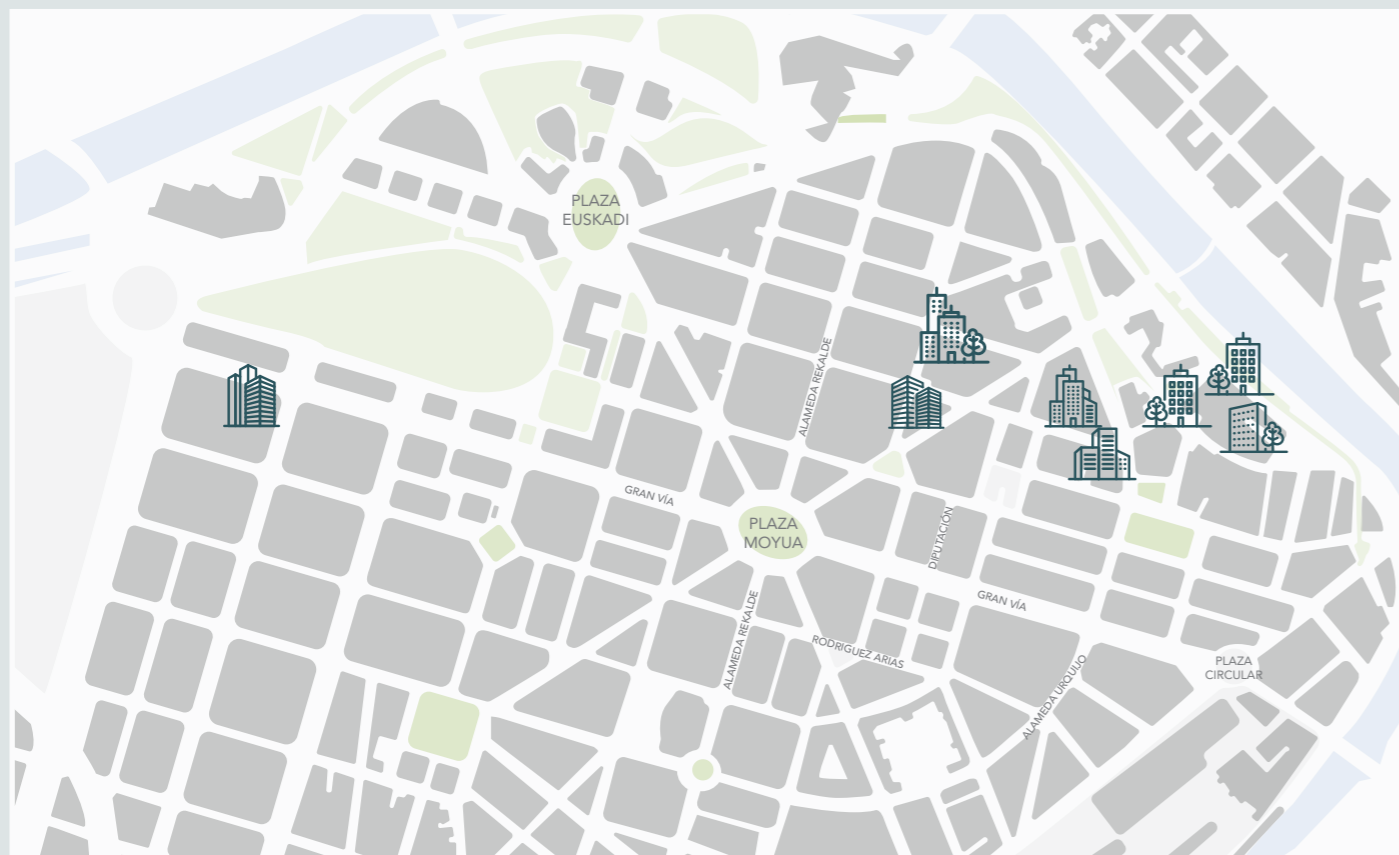 PLAZA
EUSKADI
ALAMEDA REKALDE
GRAN VÍA
PLAZA
MOYUA
DIPUTACIÓN
GRAN VÍA
ALAMEDA REKALDE
RODRIGUEZ ARIAS
ALAMEDA URQUIJO
PLAZA
CIRCULAR